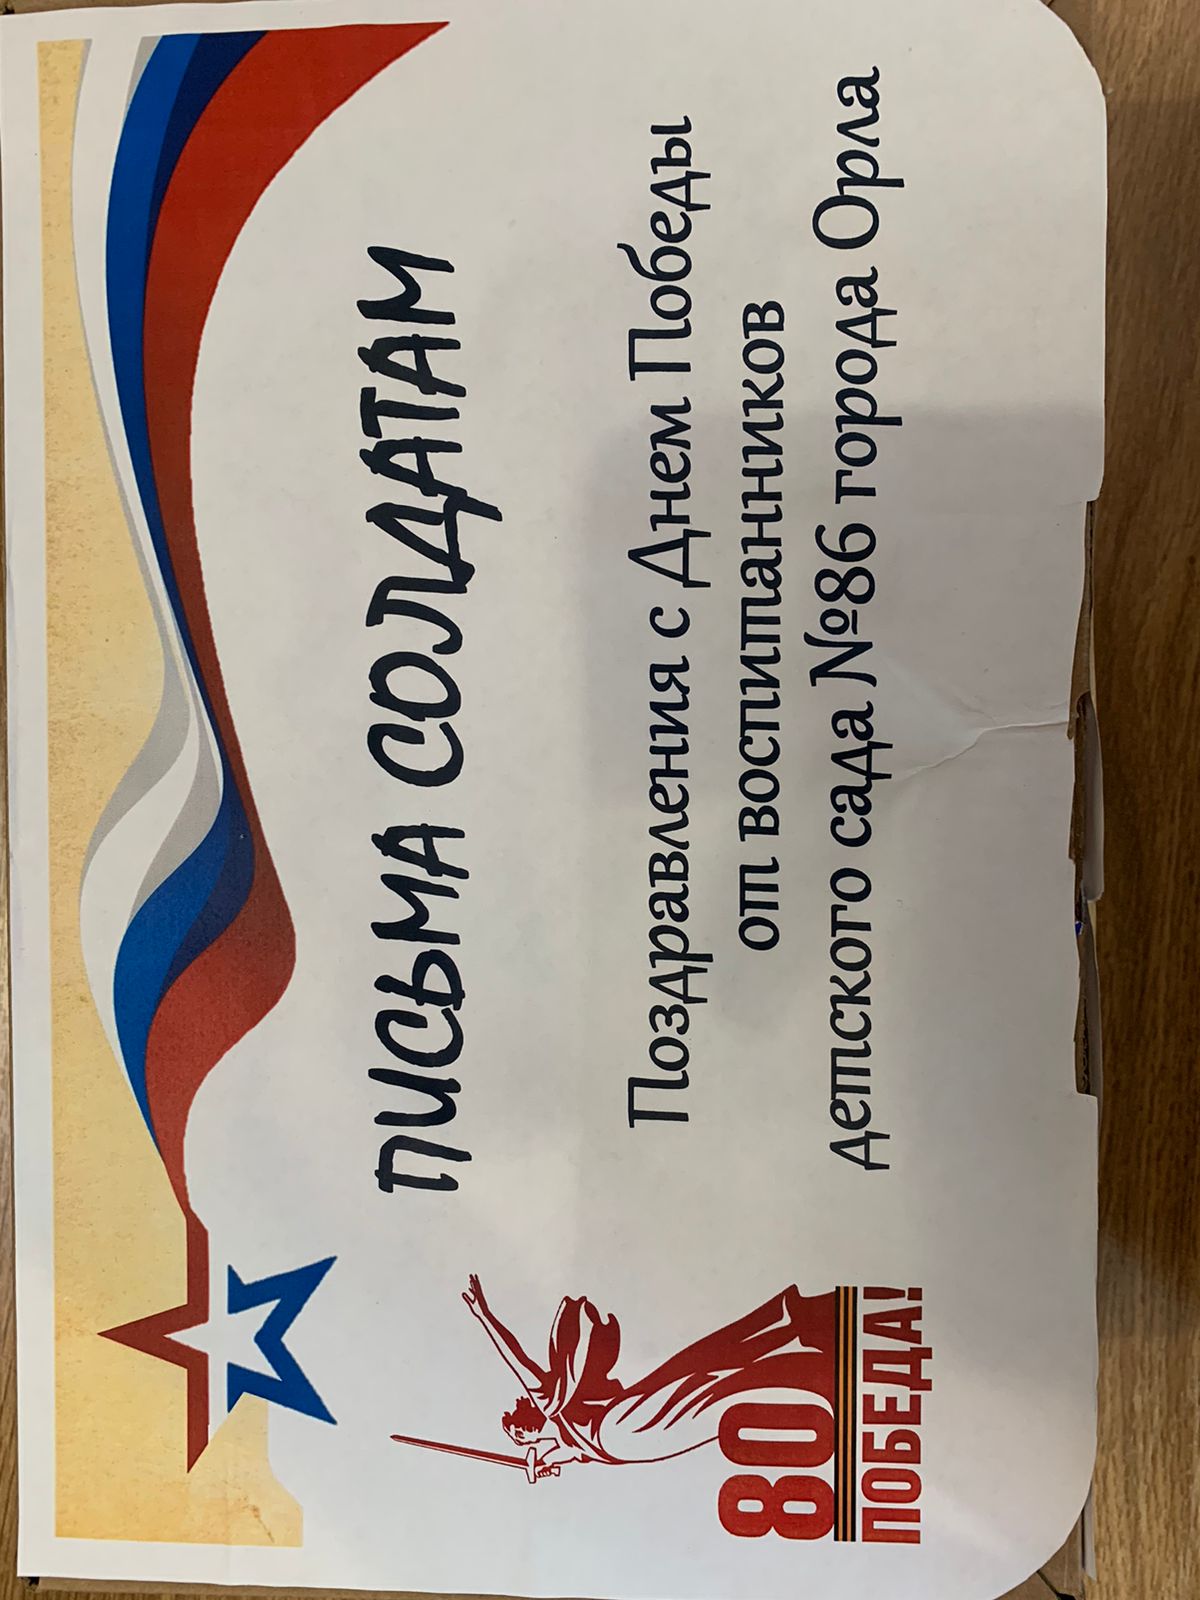 ПИСЬМА СОЛДАТАМ
Поздравления с Днем Победы
от воспитанников
детского сада №86 города Орла
80
ПОБЕДА!